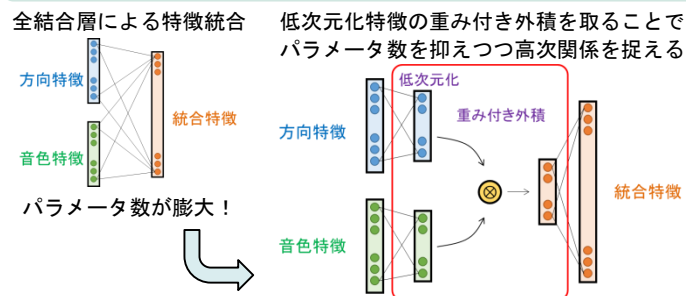 全結合層による特徴統合
方向特徴
音色特徴
統合特徴
パラメータ数が膨大！
低次元化特徴の重み付き外積を取ることで
パラメータ数を抑えつつ高次関係を捉える
低次元化
重み付き外積
方向特徴
音色特徴
統合特徴